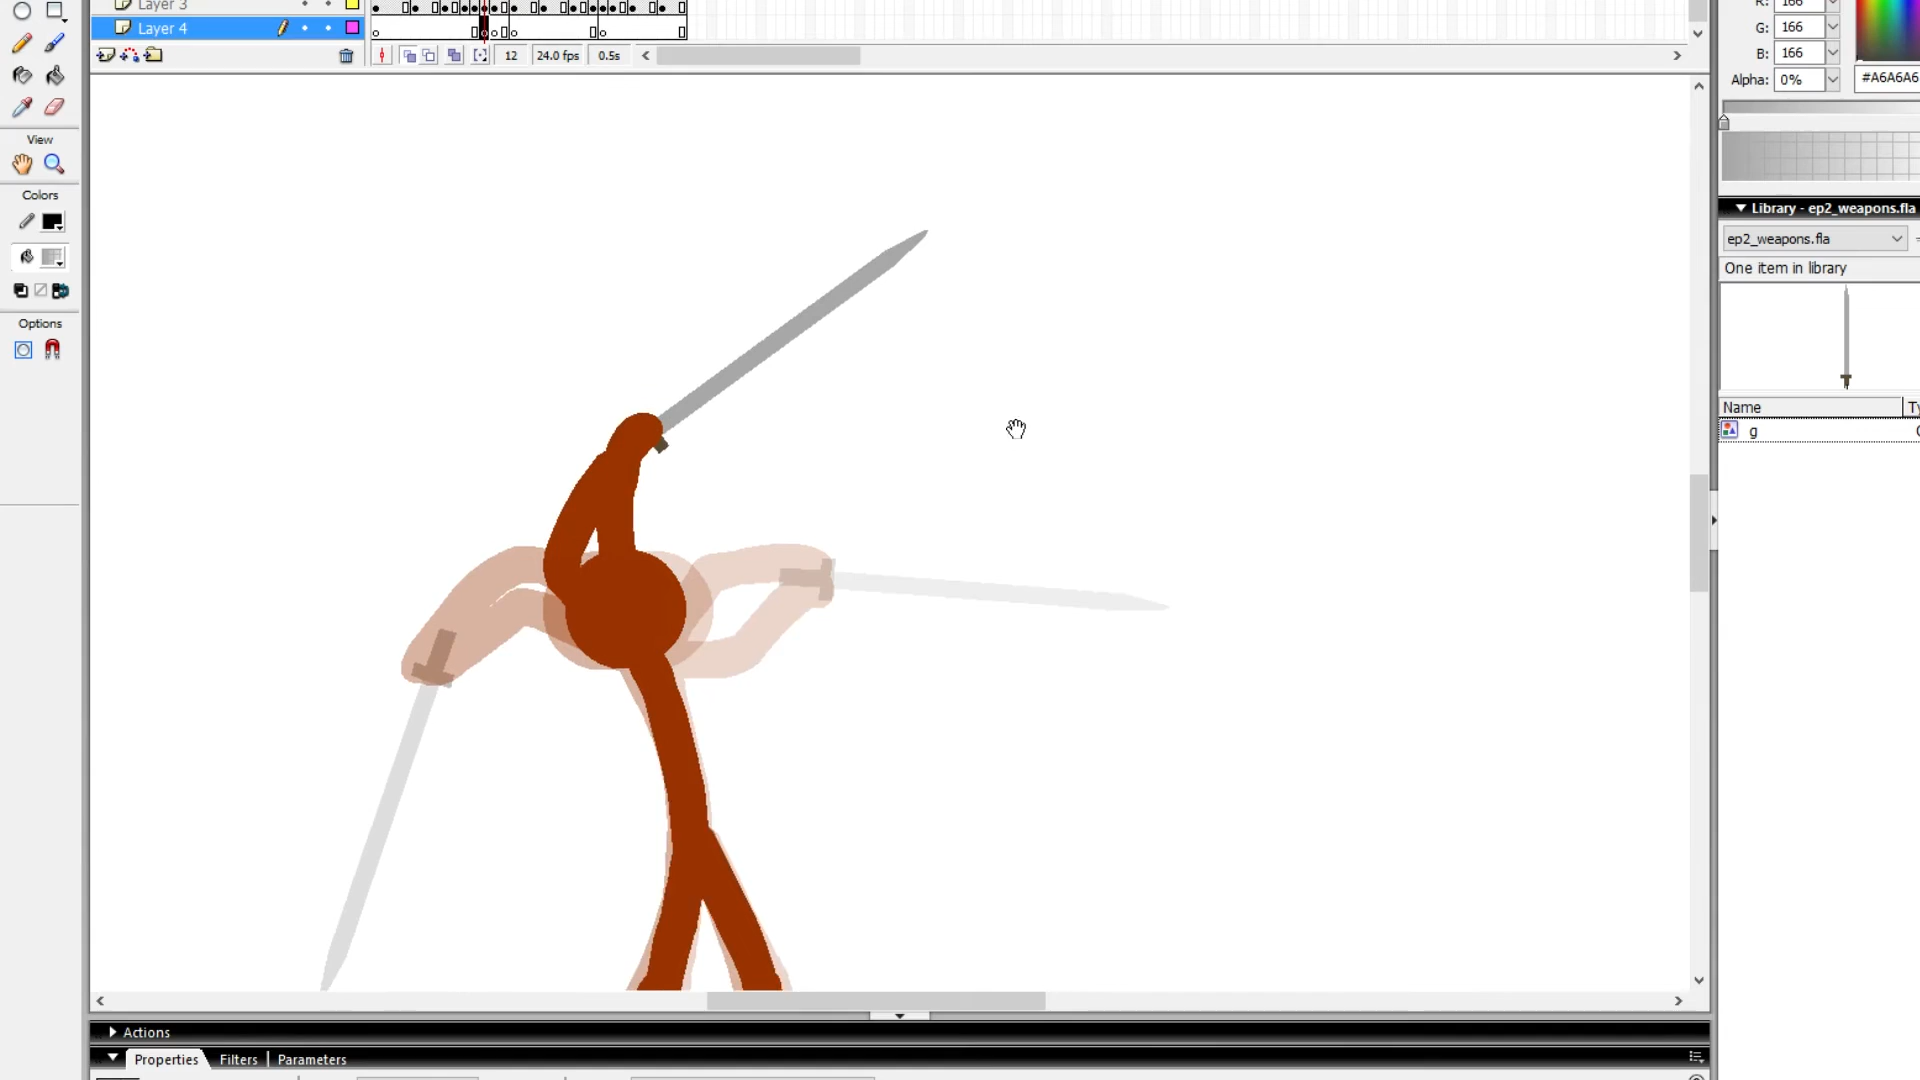 Layer 3
Layer 4
12 24.0 fps 0.5s
View
Colors
Options
R: 166
G: 166
B: 166
Alpha: 0% #A6A6A6
Library - ep2_weapons.fla
ep2_weapons.fla
One item in library
Name
g
Actions
Properties Filters Parameters